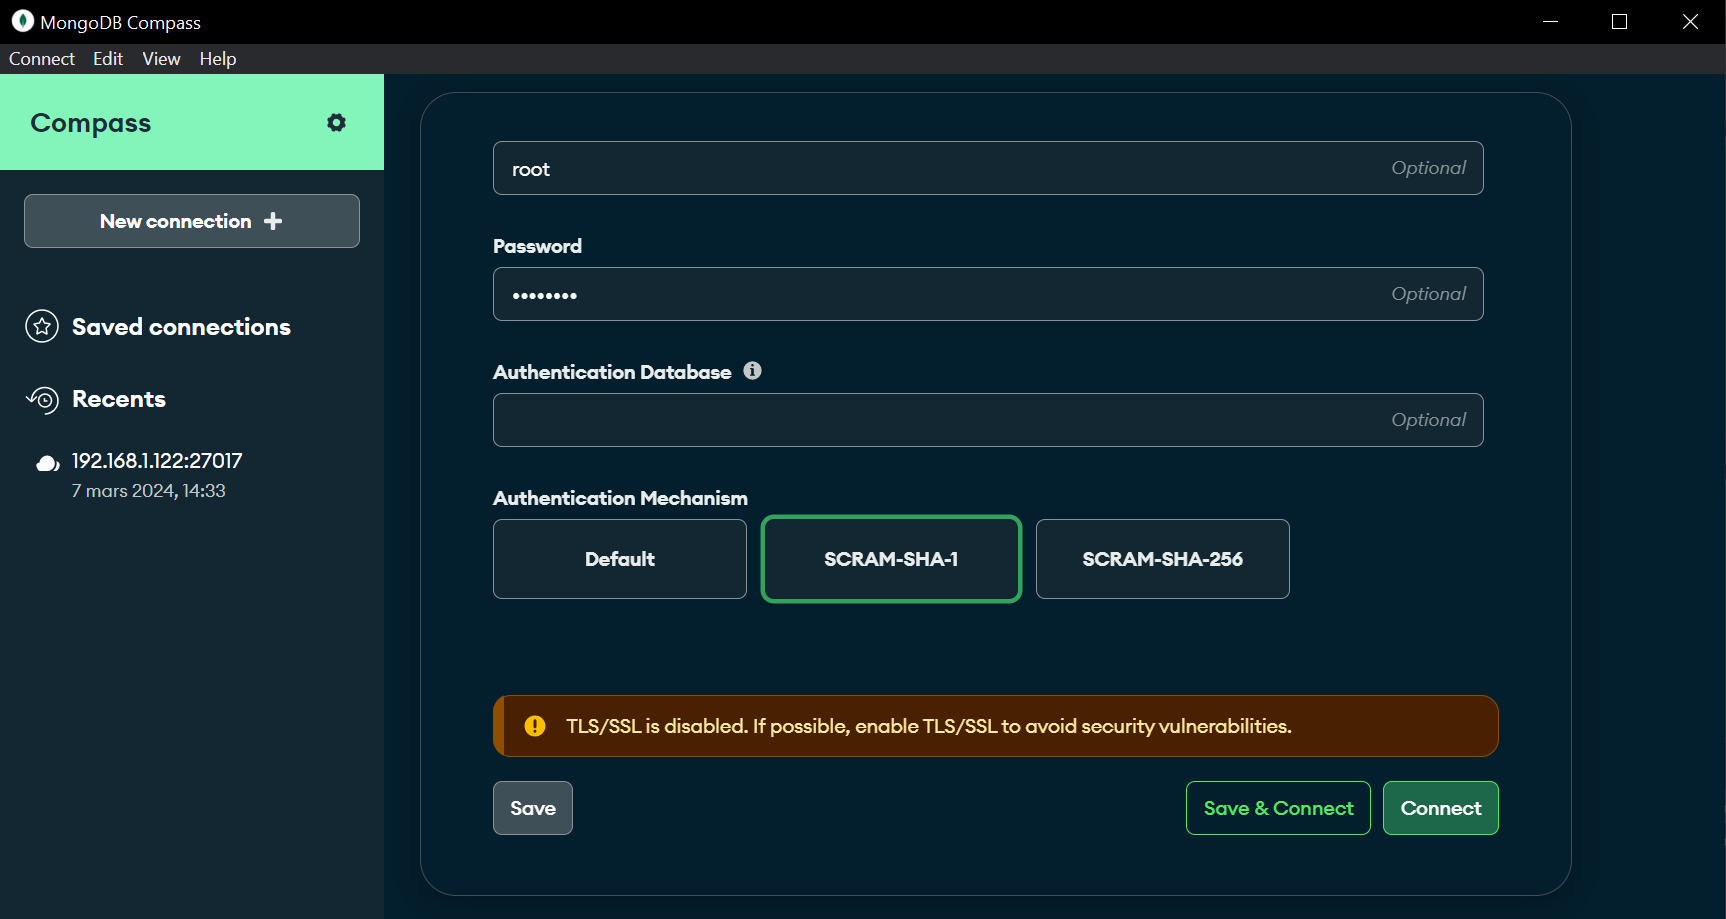 MongoDB Compass
Connect Edit View Help
Compass
New connection
Saved connections
Recents
192.168.1.122:27017
7 mars 2024, 14:33
root Optional
Password
•••••••• Optional
Authentication Database
Optional
Authentication Mechanism
Default SCRAM-SHA-1 SCRAM-SHA-256
TLS/SSL is disabled. If possible, enable TLS/SSL to avoid security vulnerabilities.
Save Save & Connect Connect